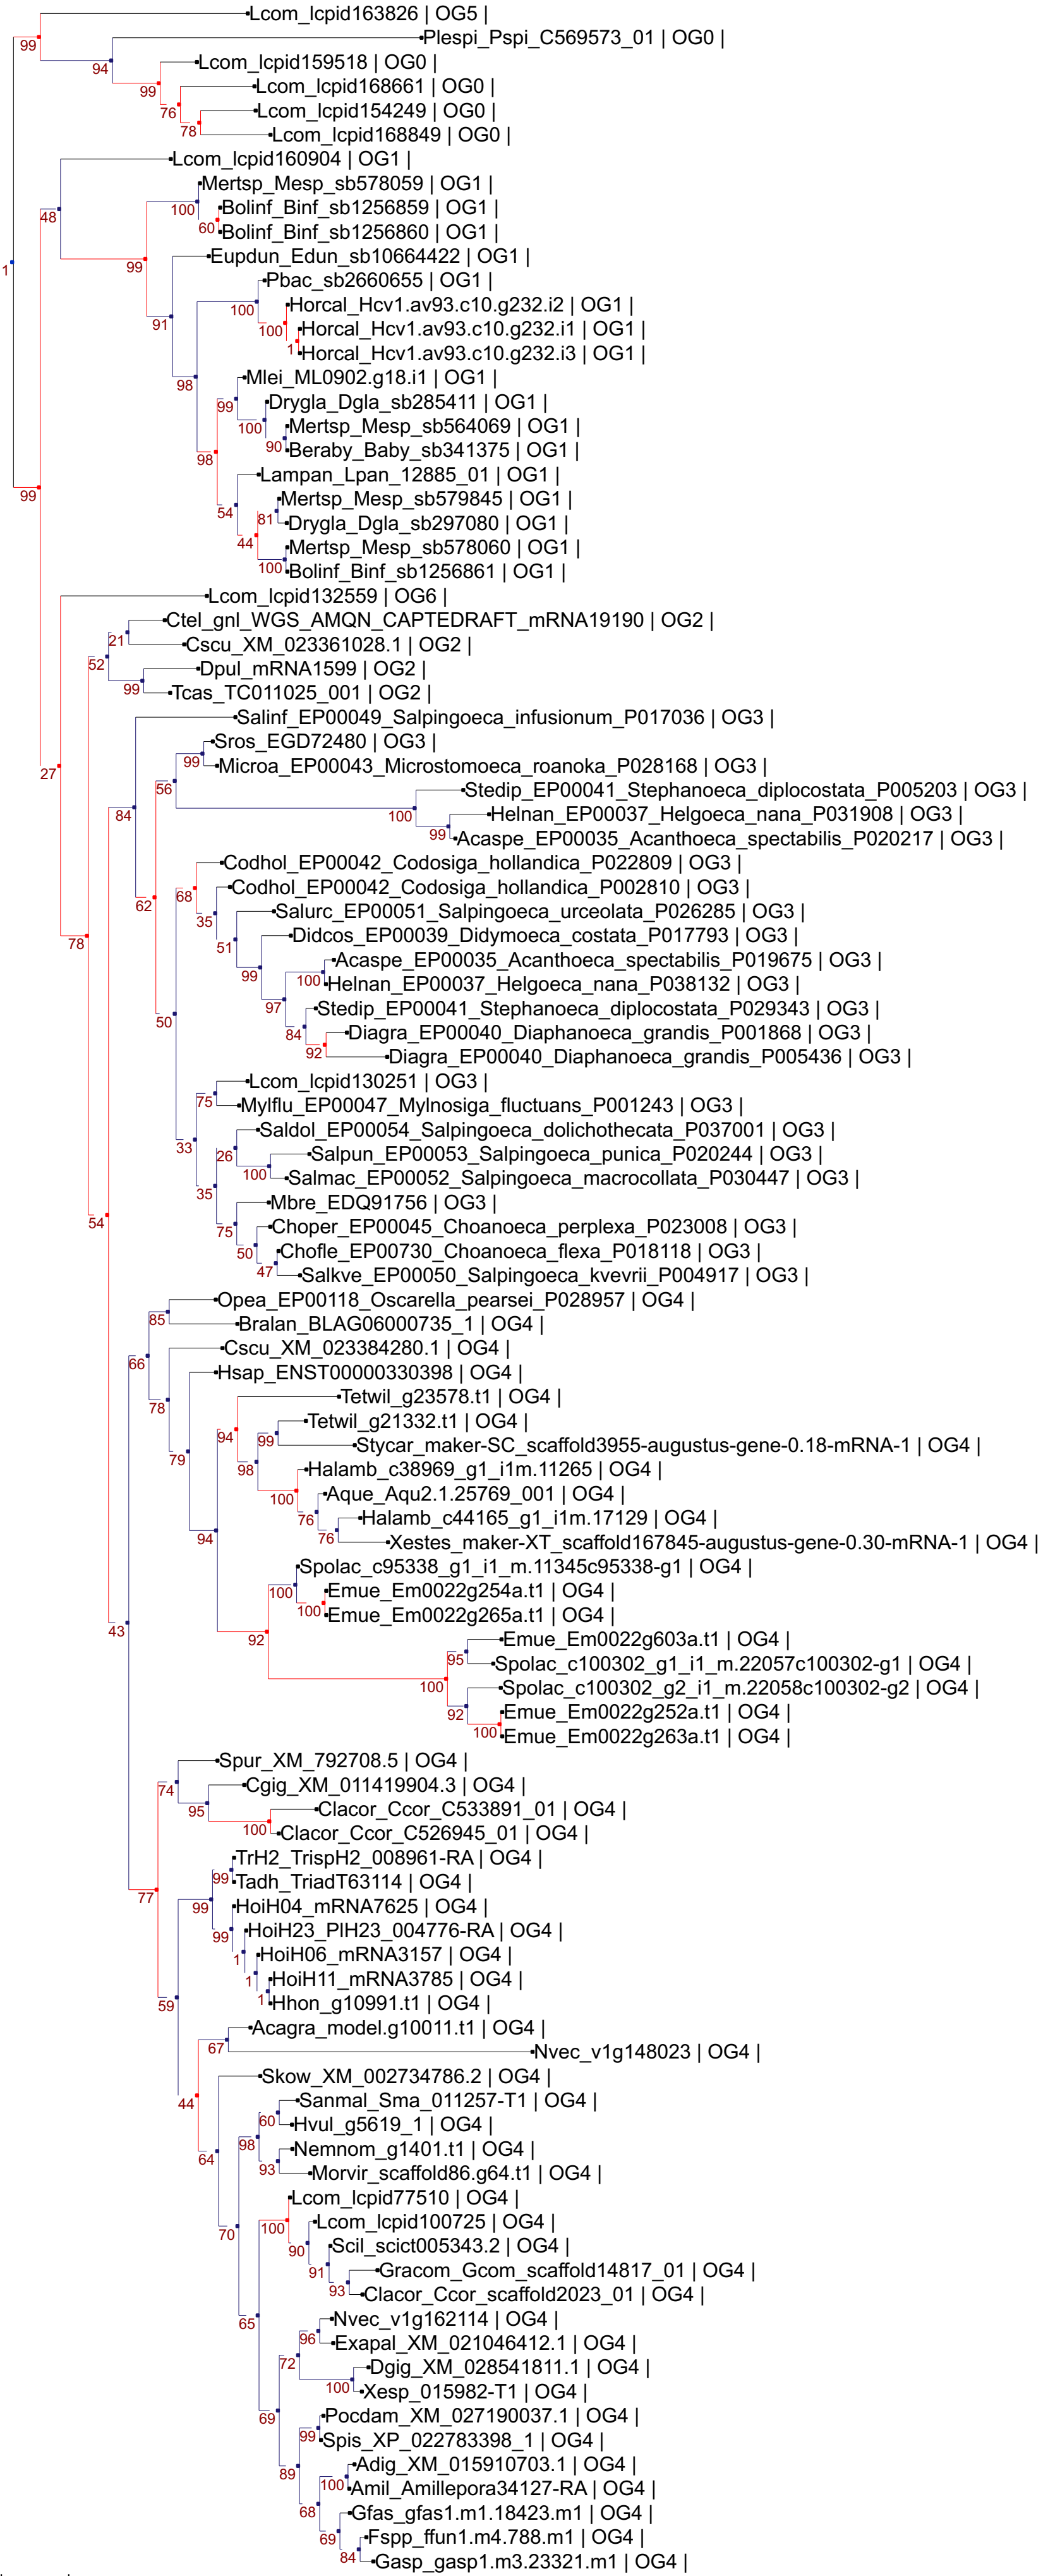 Lcom_lcpid163826 | OG5 |
99
Plespi_Pspi_C569573_01 | OG0 |
94
Lcom_lcpid159518 | OG0 |
99
Lcom_lcpid168661 | OG0 |
76
Lcom_lcpid154249 | OG0 |
78
Lcom_lcpid168849 | OG0 |
Lcom_lcpid160904 | OG1 |
Mertsp_Mesp_sb578059 | OG1 |
48
100
Bolinf_Binf_sb1256859 | OG1 |
60
Bolinf_Binf_sb1256860 | OG1 |
Eupdun_Edun_sb10664422 | OG1 |
99
1
Pbac_sb2660655 | OG1 |
Horcal_Hcv1.av93.c10.g232.i2 | OG1 |
100
91
100
Horcal_Hcv1.av93.c10.g232.i1 | OG1 |
1
Horcal_Hcv1.av93.c10.g232.i3 | OG1 |
Mlei_ML0902.g18.i1 | OG1 |
98
Drygla_Dgla_sb285411 | OG1 |
99
100
Mertsp_Mesp_sb564069 | OG1 |
90
Beraby_Baby_sb341375 | OG1 |
98
Lampan_Lpan_12885_01 | OG1 |
99
Mertsp_Mesp_sb579845 | OG1 |
54
81
Drygla_Dgla_sb297080 | OG1 |
44
Mertsp_Mesp_sb578060 | OG1 |
100
Bolinf_Binf_sb1256861 | OG1 |
Lcom_lcpid132559 | OG6 |
Ctel_gnl_WGS_AMQN_CAPTEDRAFT_mRNA19190 | OG2 |
21
Cscu_XM_023361028.1 | OG2 |
52
Dpul_mRNA1599 | OG2 |
99
Tcas_TC011025_001 | OG2 |
Salinf_EP00049_Salpingoeca_infusionum_P017036 | OG3 |
Sros_EGD72480 | OG3 |
99
27
Microa_EP00043_Microstomoeca_roanoka_P028168 | OG3 |
56
Stedip_EP00041_Stephanoeca_diplocostata_P005203 | OG3 |
84
100
Helnan_EP00037_Helgoeca_nana_P031908 | OG3 |
99
Acaspe_EP00035_Acanthoeca_spectabilis_P020217 | OG3 |
Codhol_EP00042_Codosiga_hollandica_P022809 | OG3 |
68
Codhol_EP00042_Codosiga_hollandica_P002810 | OG3 |
62
35
Salurc_EP00051_Salpingoeca_urceolata_P026285 | OG3 |
78
51
Didcos_EP00039_Didymoeca_costata_P017793 | OG3 |
Acaspe_EP00035_Acanthoeca_spectabilis_P019675 | OG3 |
99
100
Helnan_EP00037_Helgoeca_nana_P038132 | OG3 |
97
Stedip_EP00041_Stephanoeca_diplocostata_P029343 | OG3 |
50
84
Diagra_EP00040_Diaphanoeca_grandis_P001868 | OG3 |
92
Diagra_EP00040_Diaphanoeca_grandis_P005436 | OG3 |
Lcom_lcpid130251 | OG3 |
75
Mylflu_EP00047_Mylnosiga_fluctuans_P001243 | OG3 |
Saldol_EP00054_Salpingoeca_dolichothecata_P037001 | OG3 |
33
26
Salpun_EP00053_Salpingoeca_punica_P020244 | OG3 |
100
Salmac_EP00052_Salpingoeca_macrocollata_P030447 | OG3 |
35
Mbre_EDQ91756 | OG3 |
54
75
Choper_EP00045_Choanoeca_perplexa_P023008 | OG3 |
50
Chofle_EP00730_Choanoeca_flexa_P018118 | OG3 |
47
Salkve_EP00050_Salpingoeca_kvevrii_P004917 | OG3 |
Opea_EP00118_Oscarella_pearsei_P028957 | OG4 |
85
Bralan_BLAG06000735_1 | OG4 |
Cscu_XM_023384280.1 | OG4 |
66
Hsap_ENST00000330398 | OG4 |
Tetwil_g23578.t1 | OG4 |
78
Tetwil_g21332.t1 | OG4 |
94
99
Stycar_maker-SC_scaffold3955-augustus-gene-0.18-mRNA-1 | OG4 |
79
98
Halamb_c38969_g1_i1m.11265 | OG4 |
100
Aque_Aqu2.1.25769_001 | OG4 |
76
Halamb_c44165_g1_i1m.17129 | OG4 |
94
76
Xestes_maker-XT_scaffold167845-augustus-gene-0.30-mRNA-1 | OG4 |
Spolac_c95338_g1_i1_m.11345c95338-g1 | OG4 |
100
Emue_Em0022g254a.t1 | OG4 |
100
Emue_Em0022g265a.t1 | OG4 |
43
92
Emue_Em0022g603a.t1 | OG4 |
95
Spolac_c100302_g1_i1_m.22057c100302-g1 | OG4 |
100
Spolac_c100302_g2_i1_m.22058c100302-g2 | OG4 |
92
Emue_Em0022g252a.t1 | OG4 |
100
Emue_Em0022g263a.t1 | OG4 |
Spur_XM_792708.5 | OG4 |
74
Cgig_XM_011419904.3 | OG4 |
95
Clacor_Ccor_C533891_01 | OG4 |
100
Clacor_Ccor_C526945_01 | OG4 |
TrH2_TrispH2_008961-RA | OG4 |
99
Tadh_TriadT63114 | OG4 |
77
99
HoiH04_mRNA7625 | OG4 |
99
HoiH23_PlH23_004776-RA | OG4 |
1
HoiH06_mRNA3157 | OG4 |
1
HoiH11_mRNA3785 | OG4 |
59
1
Hhon_g10991.t1 | OG4 |
Acagra_model.g10011.t1 | OG4 |
67
Nvec_v1g148023 | OG4 |
Skow_XM_002734786.2 | OG4 |
44
Sanmal_Sma_011257-T1 | OG4 |
60
Hvul_g5619_1 | OG4 |
98
Nemnom_g1401.t1 | OG4 |
64
93
Morvir_scaffold86.g64.t1 | OG4 |
Lcom_lcpid77510 | OG4 |
70
100
Lcom_lcpid100725 | OG4 |
90
Scil_scict005343.2 | OG4 |
91
Gracom_Gcom_scaffold14817_01 | OG4 |
93
Clacor_Ccor_scaffold2023_01 | OG4 |
65
Nvec_v1g162114 | OG4 |
96
Exapal_XM_021046412.1 | OG4 |
72
Dgig_XM_028541811.1 | OG4 |
100
Xesp_015982-T1 | OG4 |
69
Pocdam_XM_027190037.1 | OG4 |
99
Spis_XP_022783398_1 | OG4 |
89
Adig_XM_015910703.1 | OG4 |
100
Amil_Amillepora34127-RA | OG4 |
68
Gfas_gfas1.m1.18423.m1 | OG4 |
69
Fspp_ffun1.m4.788.m1 | OG4 |
84
Gasp_gasp1.m3.23321.m1 | OG4 |